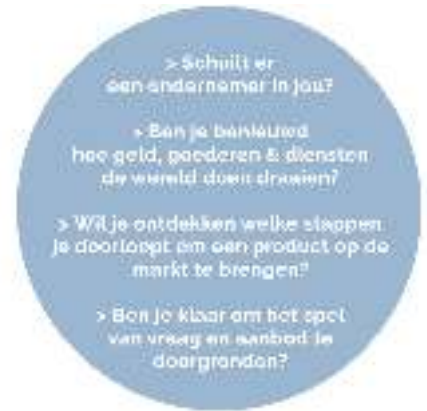 > Schuilt er
een ondernemer in jou?
> Ben je benieuwd
hoe geld, goederen & diensten
de wereld doen draaien?
> Wil je ontdekken welke stappen
je doorloopt om een product op de
markt te brengen?
> Ben je klaar om het spel
van vraag en aanbod te
doorgronden?